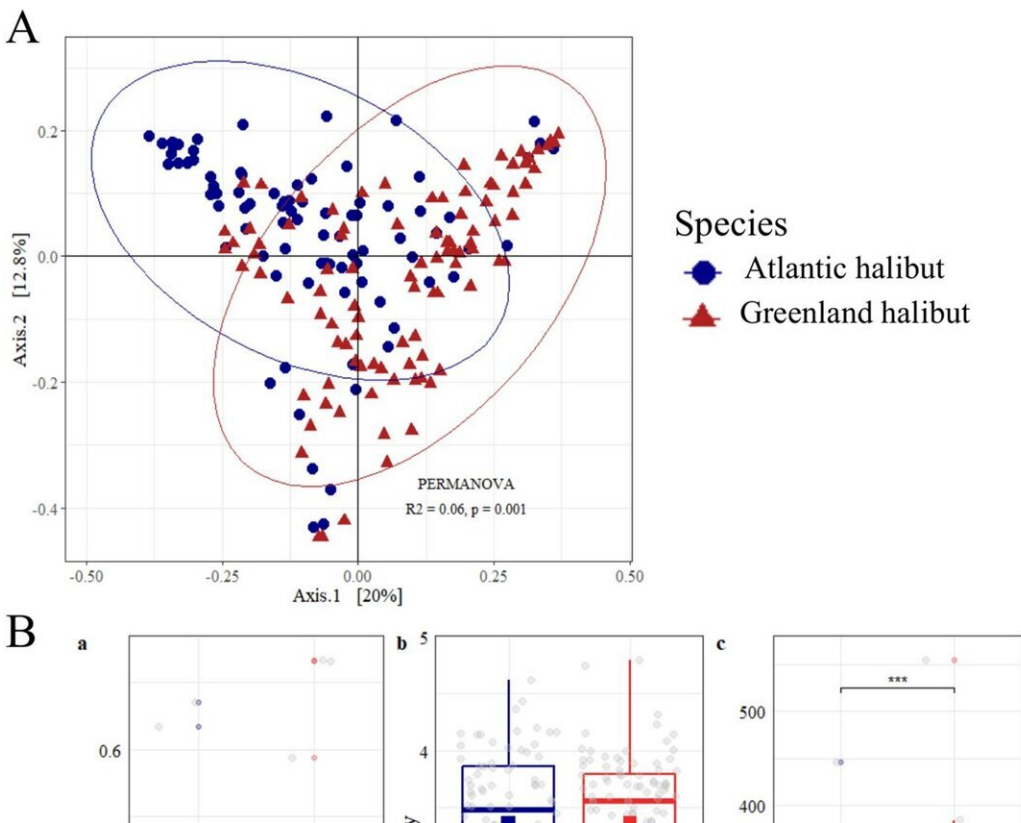 A
0.2
0.0
-0.2
-0.4
Axis.2 [12.8%]
PERMANOVA
R2 = 0.06, p = 0.001
-0.50
-0.25
0.00
0.25
0.50
Axis.1 [20%]
Species
Atlantic halibut
Greenland halibut
B
a
0.6
b
5
4
c
***
500
400